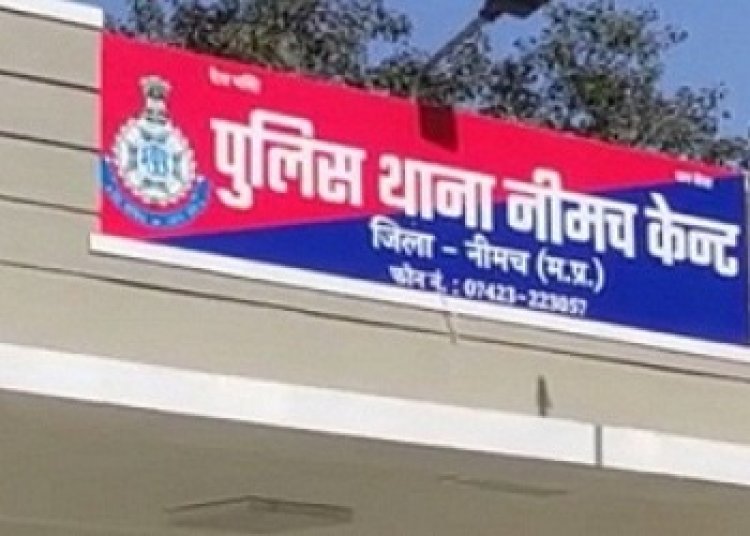 पुलिस थाना नीमच केन्ट
जिला - नीमच (म.प्र.)
फोन नं. : 07423-223057